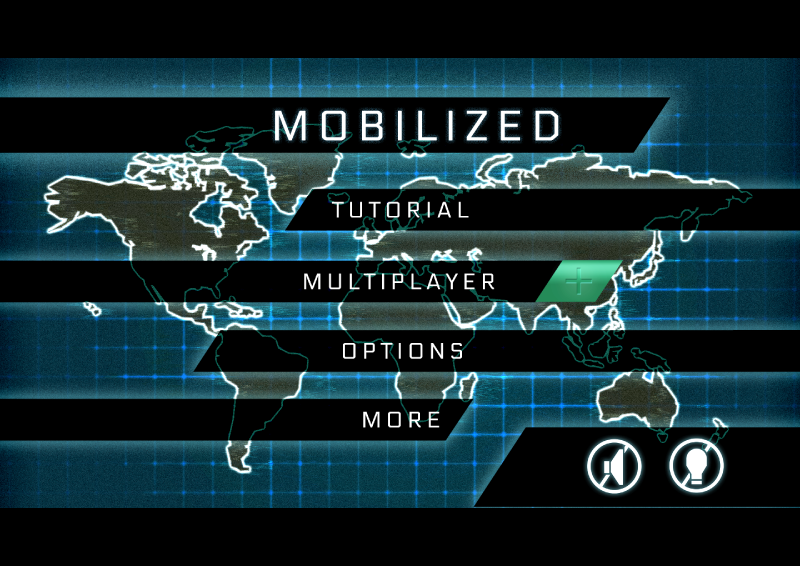 MOBILIZED
TUTORIAL
MULTIPLAYER
OPTIONS
MORE